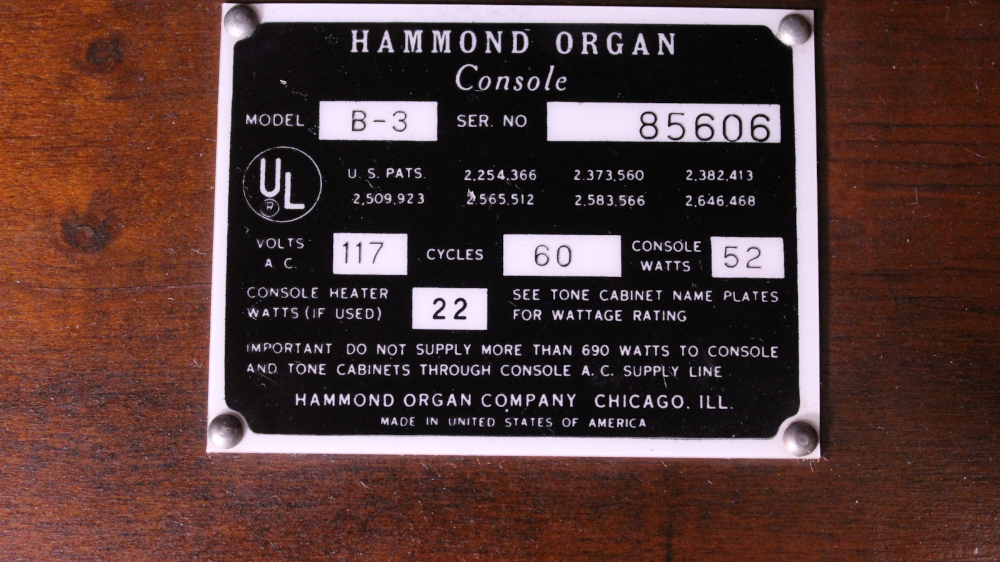 HAMMOND ORGAN
Console
MODEL B-3 SER. NO 85606
UL ®
U. S. PATS. 2,254,366 2,373,560 2,382,413
2,509,923 2,565,512 2,583,566 2,646,468
VOLTS A C. 117 CYCLES 60 CONSOLE WATTS 52
CONSOLE HEATER WATTS (IF USED) 22 SEE TONE CABINET NAME PLATES
FOR WATTAGE RATING
IMPORTANT DO NOT SUPPLY MORE THAN 690 WATTS TO CONSOLE
AND TONE CABINETS THROUGH CONSOLE A. C. SUPPLY LINE
HAMMOND ORGAN COMPANY CHICAGO, ILL.
MADE IN UNITED STATES OF AMERICA